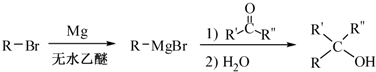 O
Mg
R' R"
R' R"
R-Br
R-MgBr
1)
C
无水乙醚
2) H₂O
R OH